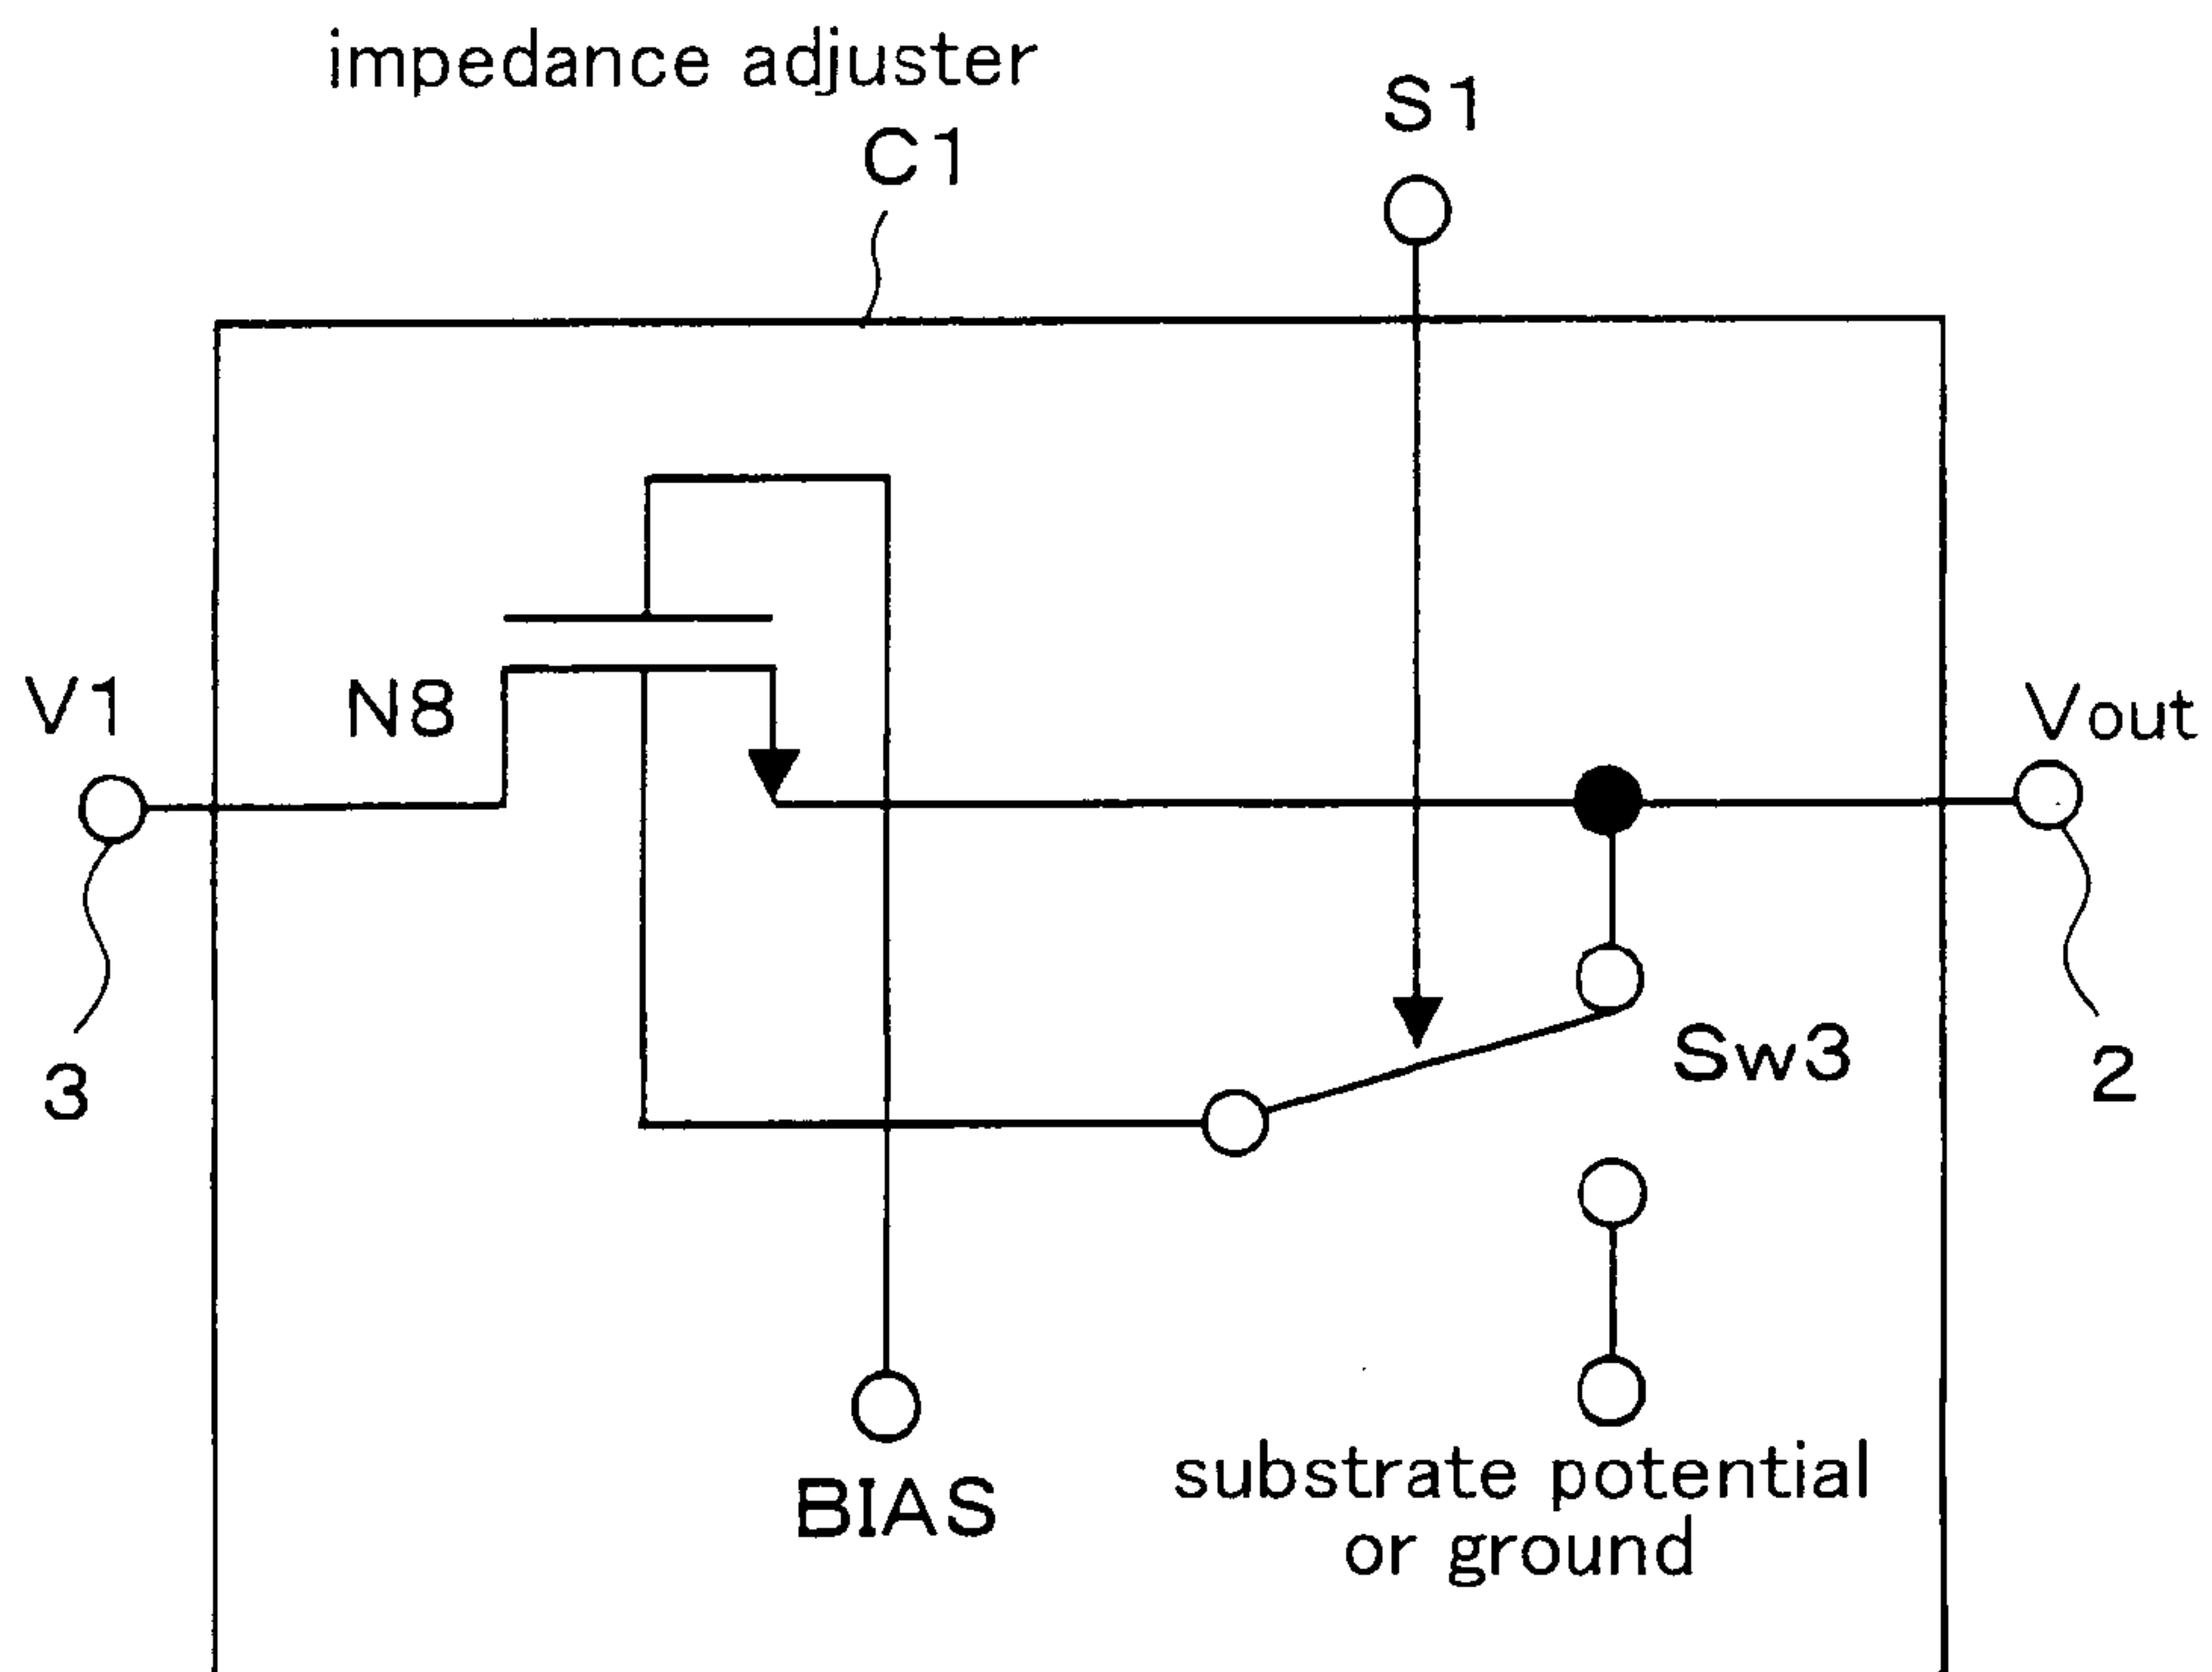 impedance adjuster
C1
S1
V1
N8
Vout
3
Sw3
2
BIAS
substrate potential
or ground